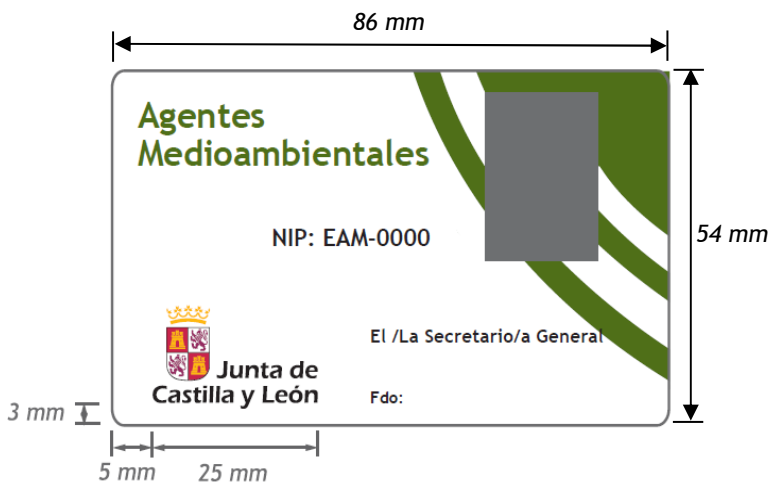 86 mm
Agentes
Medioambientales
NIP: EAM-0000
54 mm
El /La Secretario/a General
Junta de
Castilla y León
Fdo:
3 mm
5 mm
25 mm